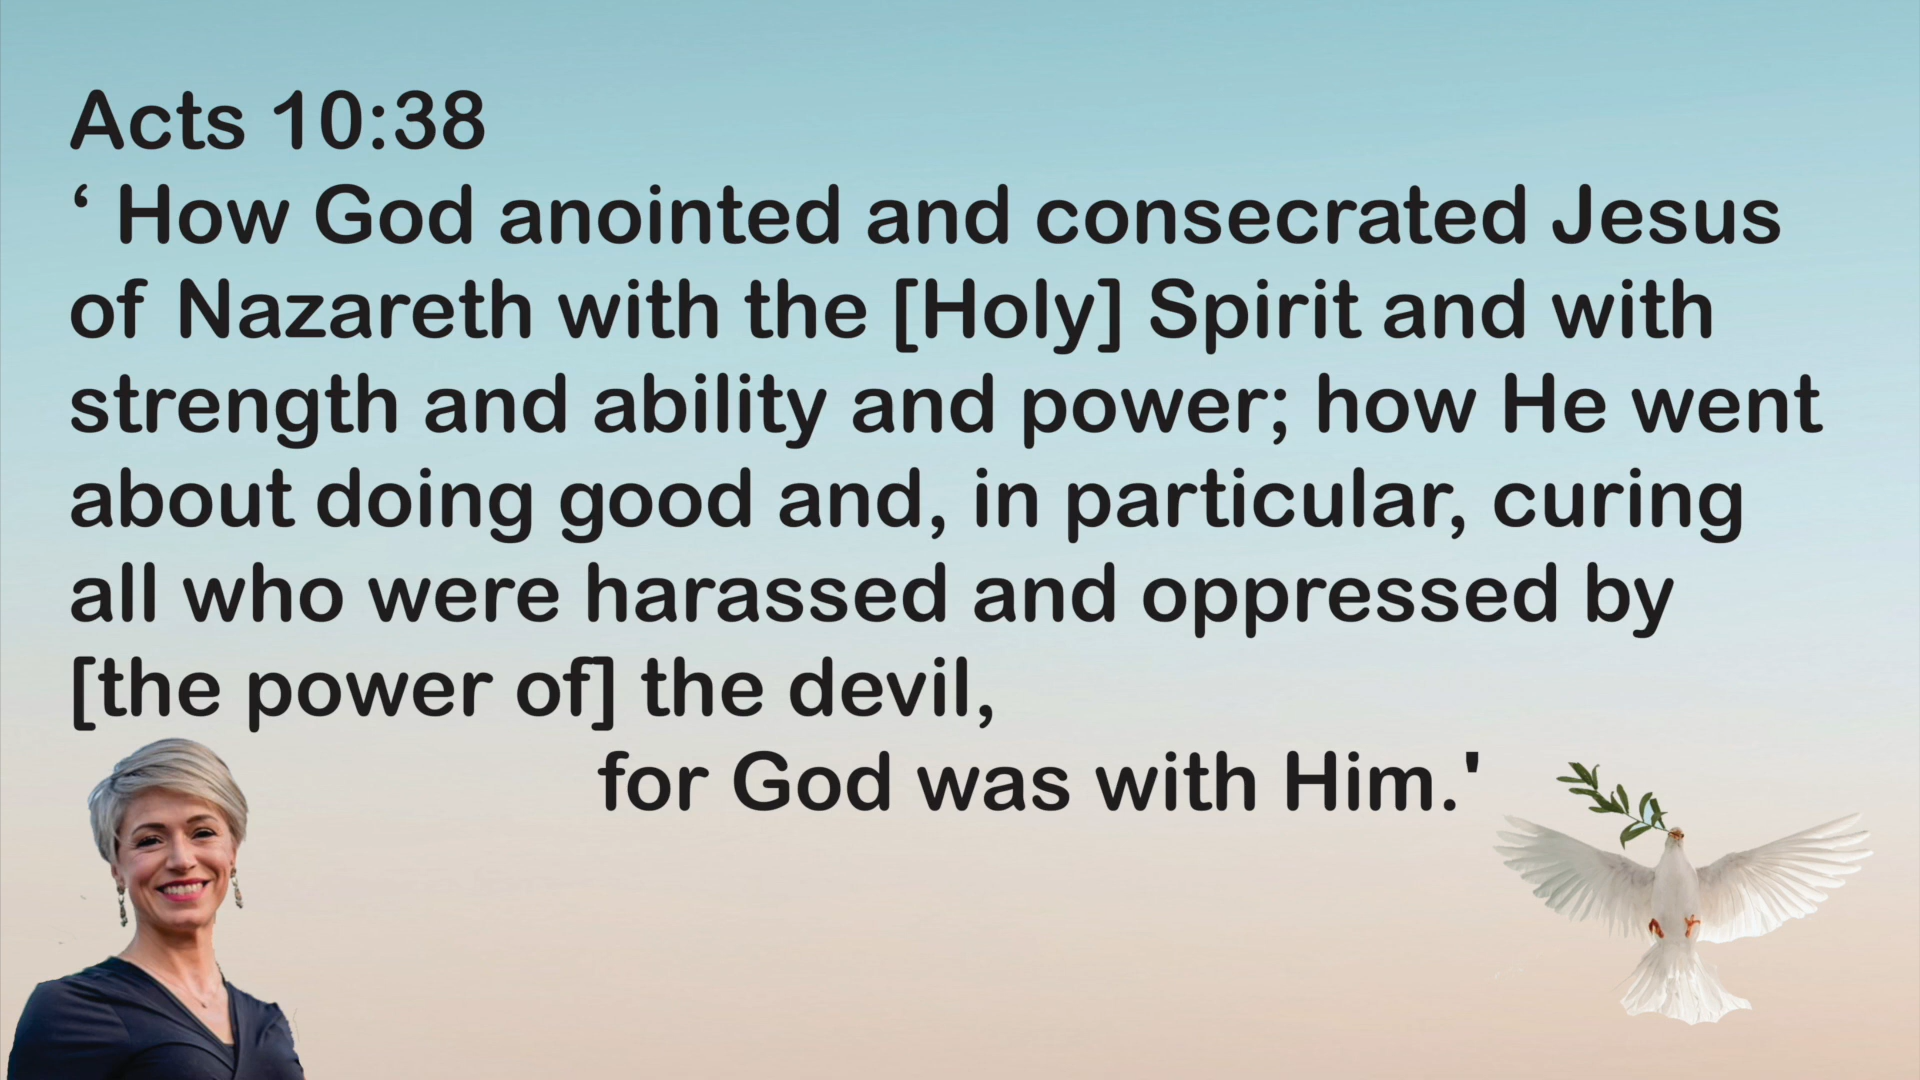 Acts 10:38
‘ How God anointed and consecrated Jesus
of Nazareth with the [Holy] Spirit and with
strength and ability and power; how He went
about doing good and, in particular, curing
all who were harassed and oppressed by
[the power of] the devil,
for God was with Him.'